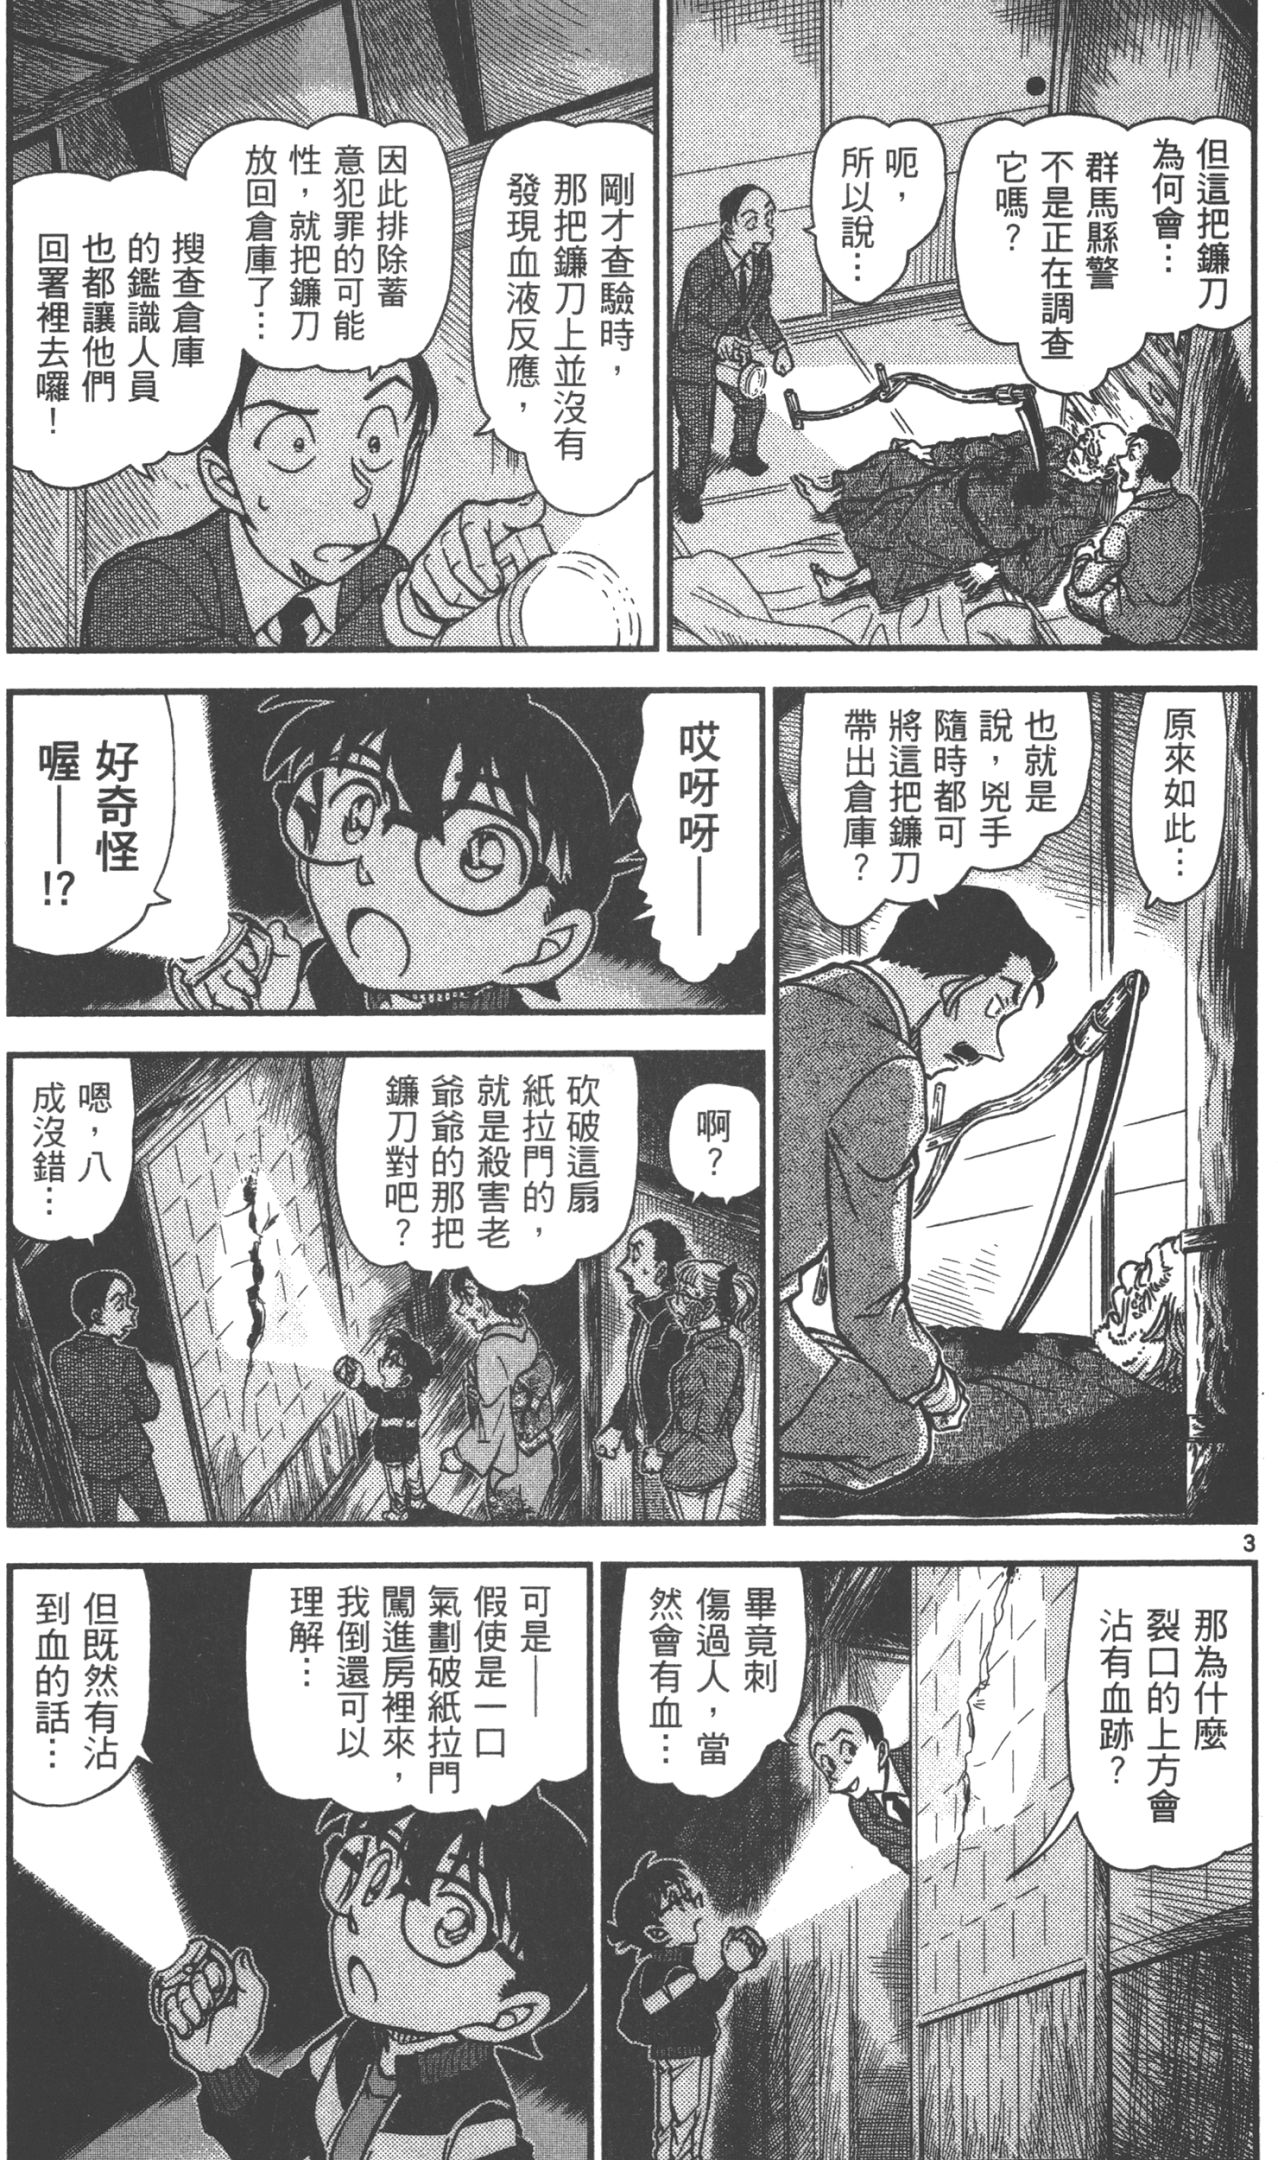 但這把鐮刀
為何會…
群馬縣警
不是正在調查
它嗎？
呃，
所以說…
剛才查驗時，
那把鐮刀上並沒有
發現血液反應，
因此排除蓄
意犯罪的可能
性，就把鐮刀
放回倉庫了…
搜查倉庫
的鑑識人員
也都讓他們
回署裡去囉！
原來如此…
也就是
說，兇手
隨時都可
將這把鐮刀
帶出倉庫？
哎呀呀——
好奇怪
喔——!?
啊？
砍破這扇
紙拉門的，
就是殺害老
爺爺的那把
鐮刀對吧？
嗯，八
成沒錯…
3
那為什麼
裂口的上方會
沾有血跡？
畢竟刺
傷過人，當
然會有血…
可是——
假使是一口
氣劃破紙拉門
闖進房裡來，
我倒還可以
理解…
但既然有沾
到血的話…